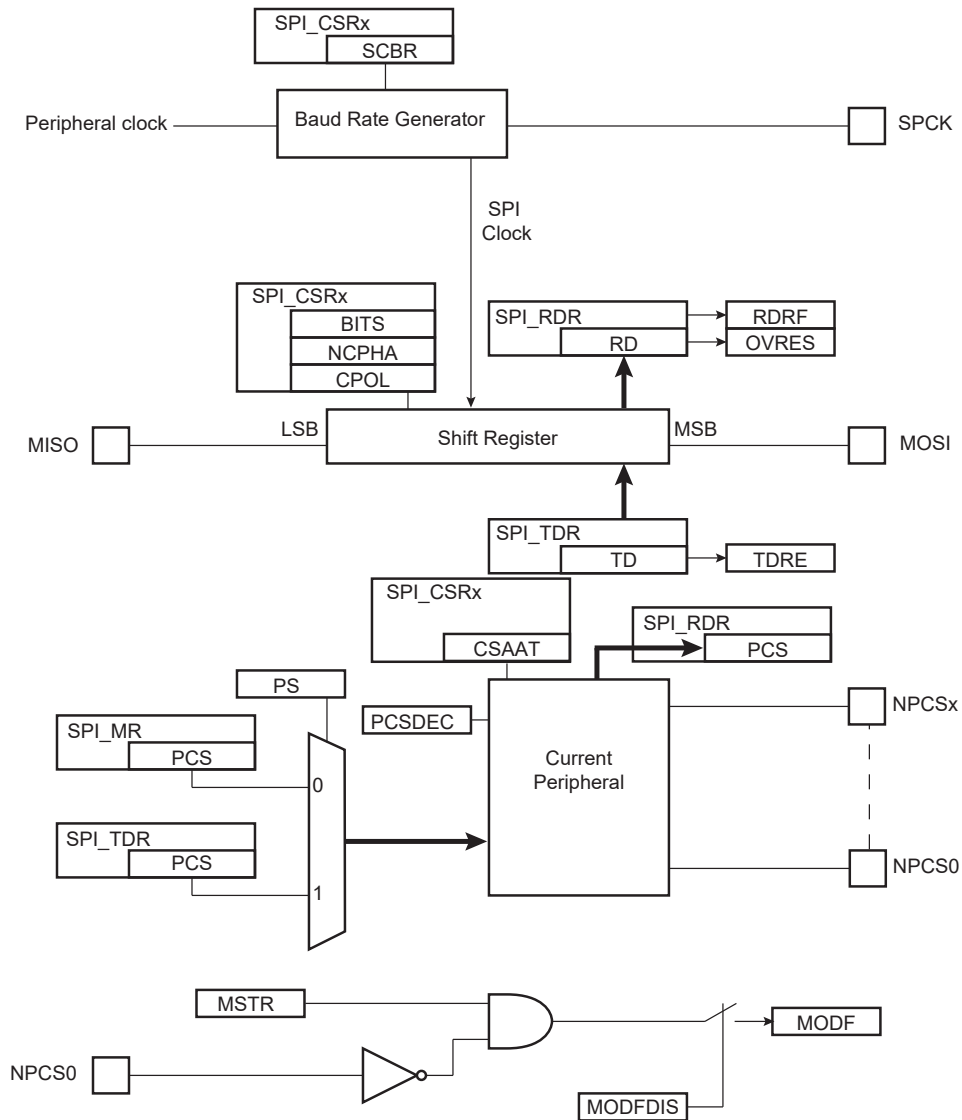 SPI_CSRx
SCBR
Peripheral clock
Baud Rate Generator
SPCK
SPI
Clock
SPI_CSRx
BITS
NCPHA
CPOL
SPI_RDR
RD
RDRF
OVRES
MISO
LSB
Shift Register
MSB
MOSI
SPI_TDR
TD
TDRE
SPI_CSRx
CSAAT
SPI_RDR
PCS
PS
PCSDEC
NPCSx
SPI_MR
PCS
0
Current
Peripheral
SPI_TDR
PCS
1
NPCS0
MSTR
MODF
NPCS0
MODFDIS